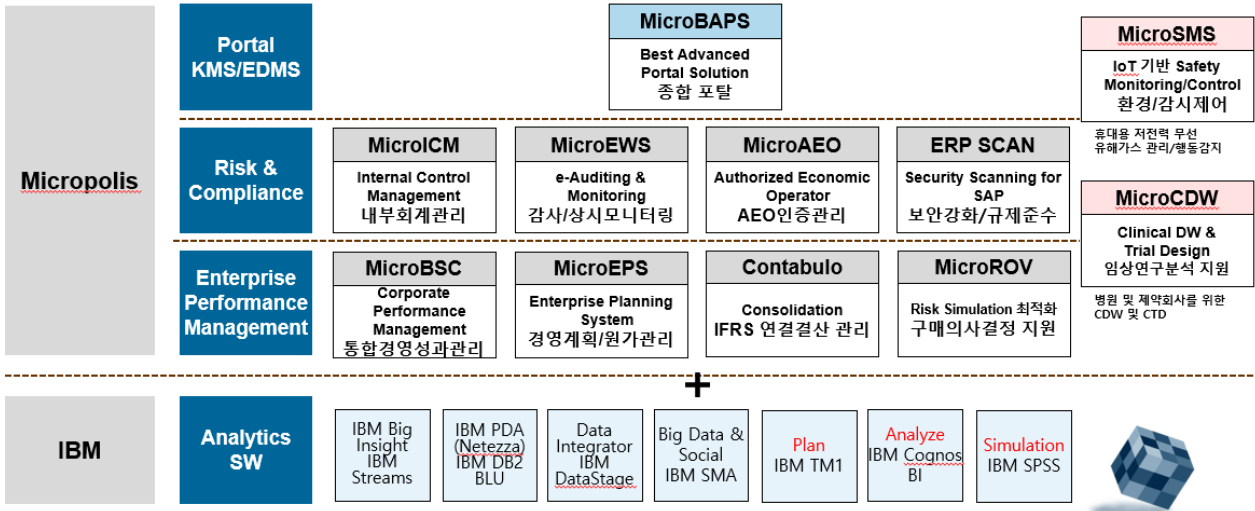 Micropolis
Portal
KMS/EDMS
MicroBAPS
Best Advanced
Portal Solution
종합 포탈
MicroSMS
IoT 기반 Safety
Monitoring/Control
환경/감시제어
휴대용 저전력 무선
유해가스 관리/행동감지
Risk &
Compliance
MicroICM
Internal Control
Management
내부회계관리
MicroEWS
e-Auditing &
Monitoring
감사/상시모니터링
MicroAEO
Authorized Economic
Operator
AEO인증관리
ERP SCAN
Security Scanning for
SAP
보안강화/규제준수
MicroCDW
Clinical DW &
Trial Design
임상연구분석 지원
병원 및 제약회사를 위한
CDW 및 CTD
Enterprise
Performance
Management
MicroBSC
Corporate
Performance
Management
통합경영성과관리
MicroEPS
Enterprise Planning
System
경영계획/원가관리
Contabulo
Consolidation
IFRS 연결결산 관리
MicroROV
Risk Simulation 최적화
구매의사결정 지원
+
IBM
Analytics
SW
IBM Big
Insight
IBM
Streams
IBM PDA
(Netezza)
IBM DB2
BLU
Data
Integrator
IBM
DataStage
Big Data &
Social
IBM SMA
Plan
IBM TM1
Analyze
IBM Cognos
BI
Simulation
IBM SPSS